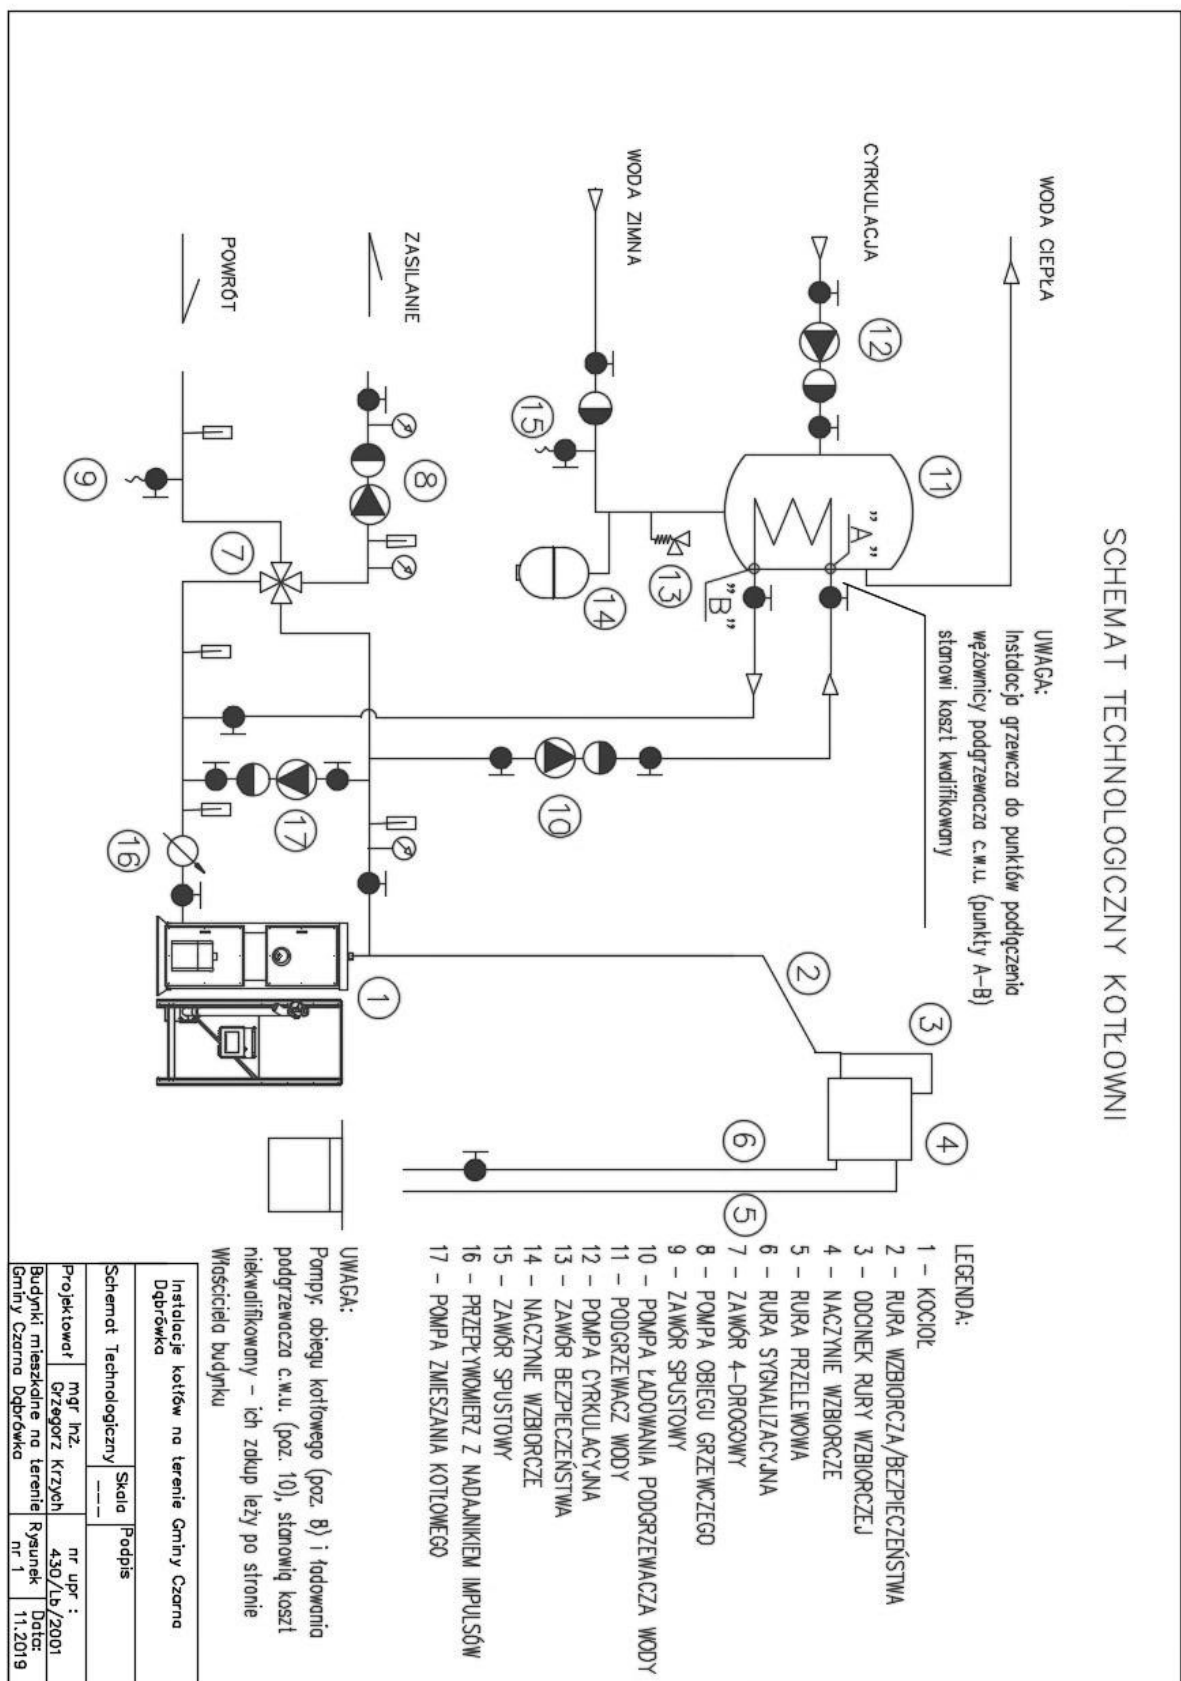 SCHEMAT TECHNOLOGICZNY KOTŁOWNI
WODA CIEPŁA
CYRKULACJA
WODA ZIMNA
ZASILANIE
POWRÓT
12
11
„A”
„B”
13
14
15
8
9
7
10
17
16
1
2
3
4
6
5
UWAGA:
Instalacja grzewcza do punktów podłączenia
wężownicy podgrzewacza c.w.u. (punkty A–B)
stanowi koszt kwalifikowany
LEGENDA:
1 – KOCIOŁ
2 – RURA WZBIORCZA/BEZPIECZEŃSTWA
3 – ODCINEK RURY WZBIORCZEJ
4 – NACZYNIE WZBIORCZE
5 – RURA PRZELEWOWA
6 – RURA SYGNALIZACYJNA
7 – ZAWÓR 4–DROGOWY
8 – POMPA OBIEGU GRZEWCZEGO
9 – ZAWÓR SPUSTOWY
10 – POMPA ŁADOWANIA PODGRZEWACZA WODY
11 – PODGRZEWACZ WODY
12 – POMPA CYRKULACYJNA
13 – ZAWÓR BEZPIECZEŃSTWA
14 – NACZYNIE WZBIORCZE
15 – ZAWÓR SPUSTOWY
16 – PRZEPŁYWOMIERZ Z NADAJNIKIEM IMPULSÓW
17 – POMPA ZMIESZANIA KOTŁOWEGO
UWAGA:
Pompy: obiegu kotłowego (poz. 8) i ładowania
podgrzewacza c.w.u. (poz. 10), stanowią koszt
niekwalifikowany – ich zakup leży po stronie
Właściciela budynku
Instalacje kotłów na terenie Gminy Czarna
Dąbrówka
Schemat Technologiczny
Skala
---
Podpis
Projektował
mgr inż.
Grzegorz Krzych
nr upr :
430/Lb/2001
Budynki mieszkalne na terenie
Gminy Czarna Dąbrówka
Rysunek
nr 1
Data:
11.2019